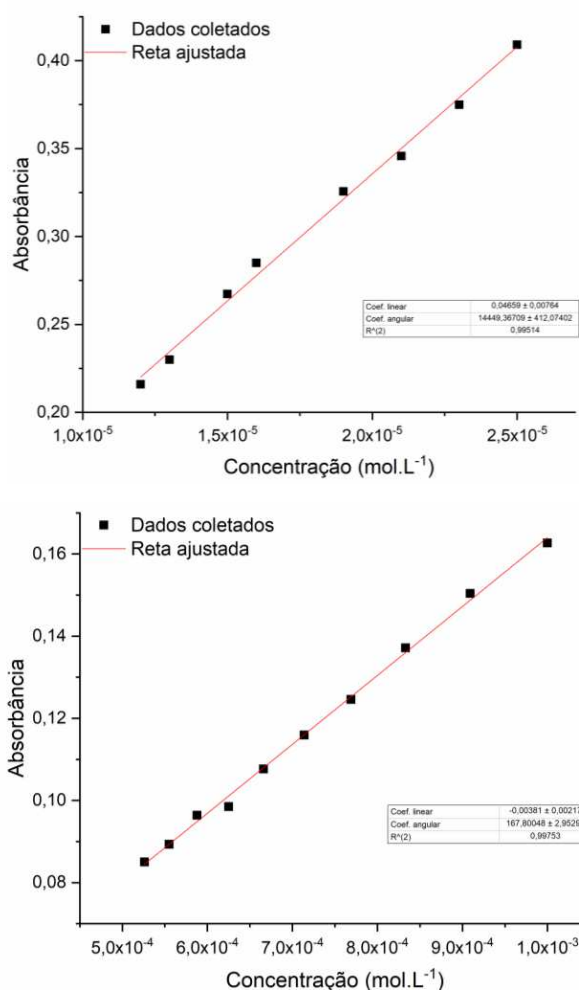 Dados coletados
Reta ajustada
0,40
0,35
0,30
0,25
0,20
Absorbância
Coef. linear 0,04659 ± 0,00764
Coef. angular 14449,36709 ± 412,07402
R^(2) 0,99514
1,0x10⁻⁵ 1,5x10⁻⁵ 2,0x10⁻⁵ 2,5x10⁻⁵
Concentração (mol.L⁻¹)
Dados coletados
Reta ajustada
0,16
0,14
0,12
0,10
0,08
Absorbância
Coef. linear -0,00381 ± 0,00217
Coef. angular 167,80048 ± 2,9529
R^(2) 0,99753
5,0x10⁻⁴ 6,0x10⁻⁴ 7,0x10⁻⁴ 8,0x10⁻⁴ 9,0x10⁻⁴ 1,0x10⁻³
Concentração (mol.L⁻¹)